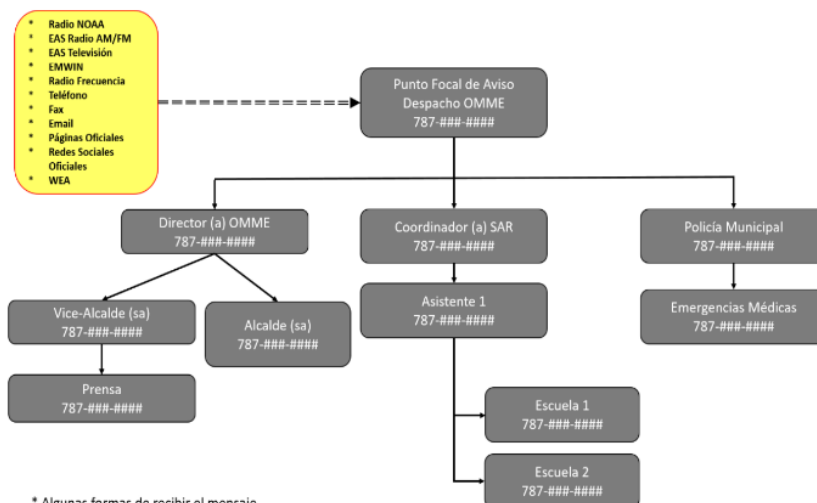 * Radio NOAA
* EAS Radio AM/FM
* EAS Televisión
* EMWIN
* Radio Frecuencia
* Teléfono
* Fax
* Email
* Páginas Oficiales
* Redes Sociales
Oficiales
* WEA
Punto Focal de Aviso
Despacho OMME
787-###-####
Director (a) OMME
787-###-####
Coordinador (a) SAR
787-###-####
Policía Municipal
787-###-####
Vice-Alcalde (sa)
787-###-####
Alcalde (sa)
787-###-####
Asistente 1
787-###-####
Emergencias Médicas
787-###-####
Prensa
787-###-####
Escuela 1
787-###-####
Escuela 2
787-###-####
* Algunas formas de recibir el mensaje